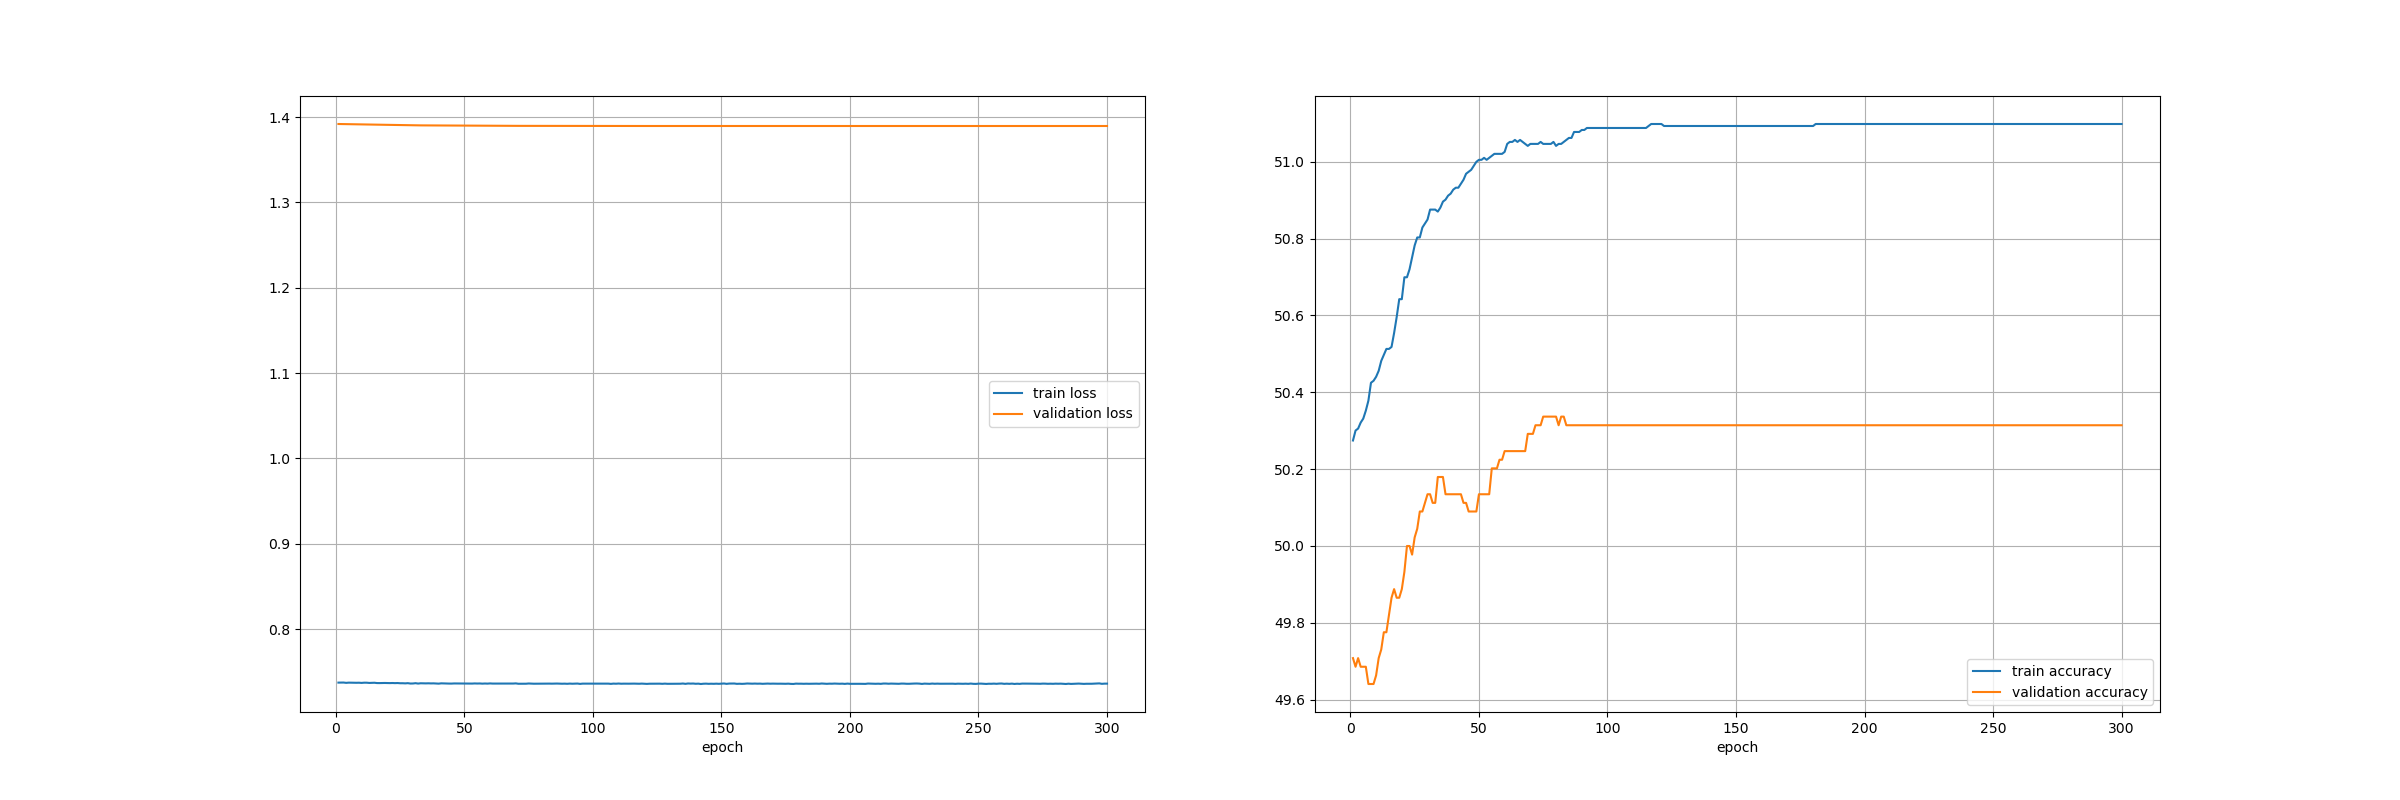 1.4
1.3
1.2
1.1
1.0
0.9
0.8
train loss
validation loss
0 50 100 150 200 250 300
epoch
51.0
50.8
50.6
50.4
50.2
50.0
49.8
49.6
train accuracy
validation accuracy
0 50 100 150 200 250 300
epoch